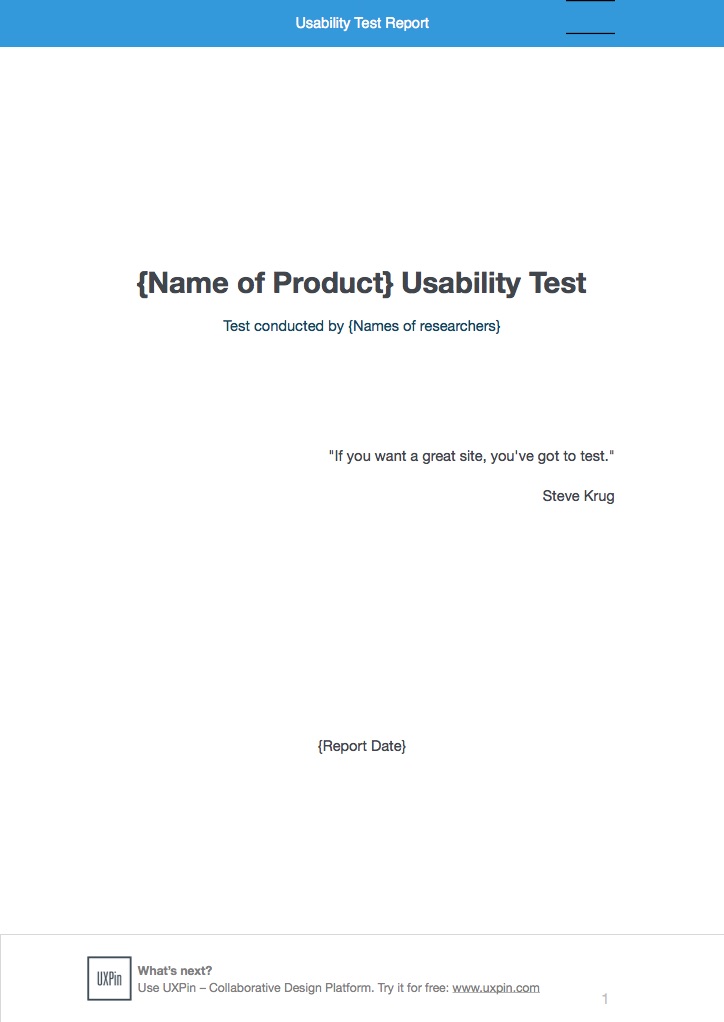 Usability Test Report
{Name of Product} Usability Test
Test conducted by {Names of researchers}
"If you want a great site, you've got to test."
Steve Krug
{Report Date}
UXPin
What’s next?
Use UXPin – Collaborative Design Platform. Try it for free: www.uxpin.com
1